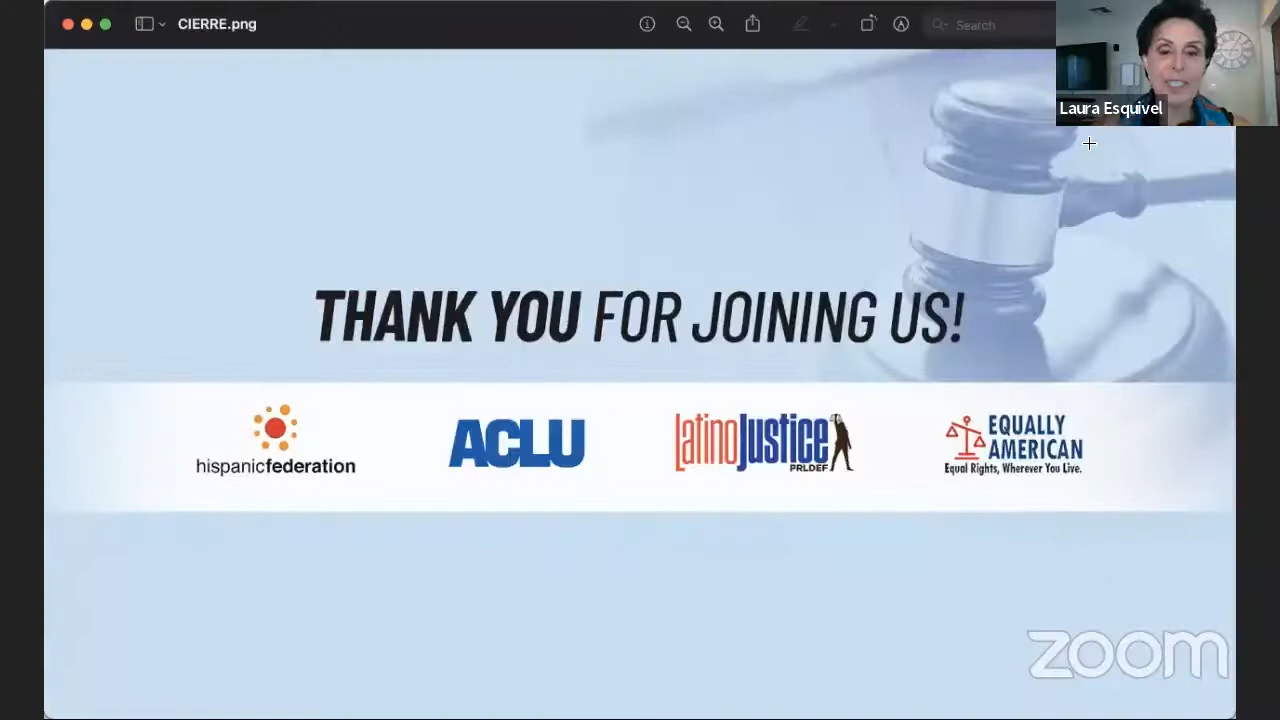 CIERRE.png
Search
Laura Esquivel
THANK YOU FOR JOINING US!
hispanicfederation
ACLU
LatinoJustice
PRLDEF
EQUALLY
AMERICAN
Equal Rights, Wherever You Live.
zoom